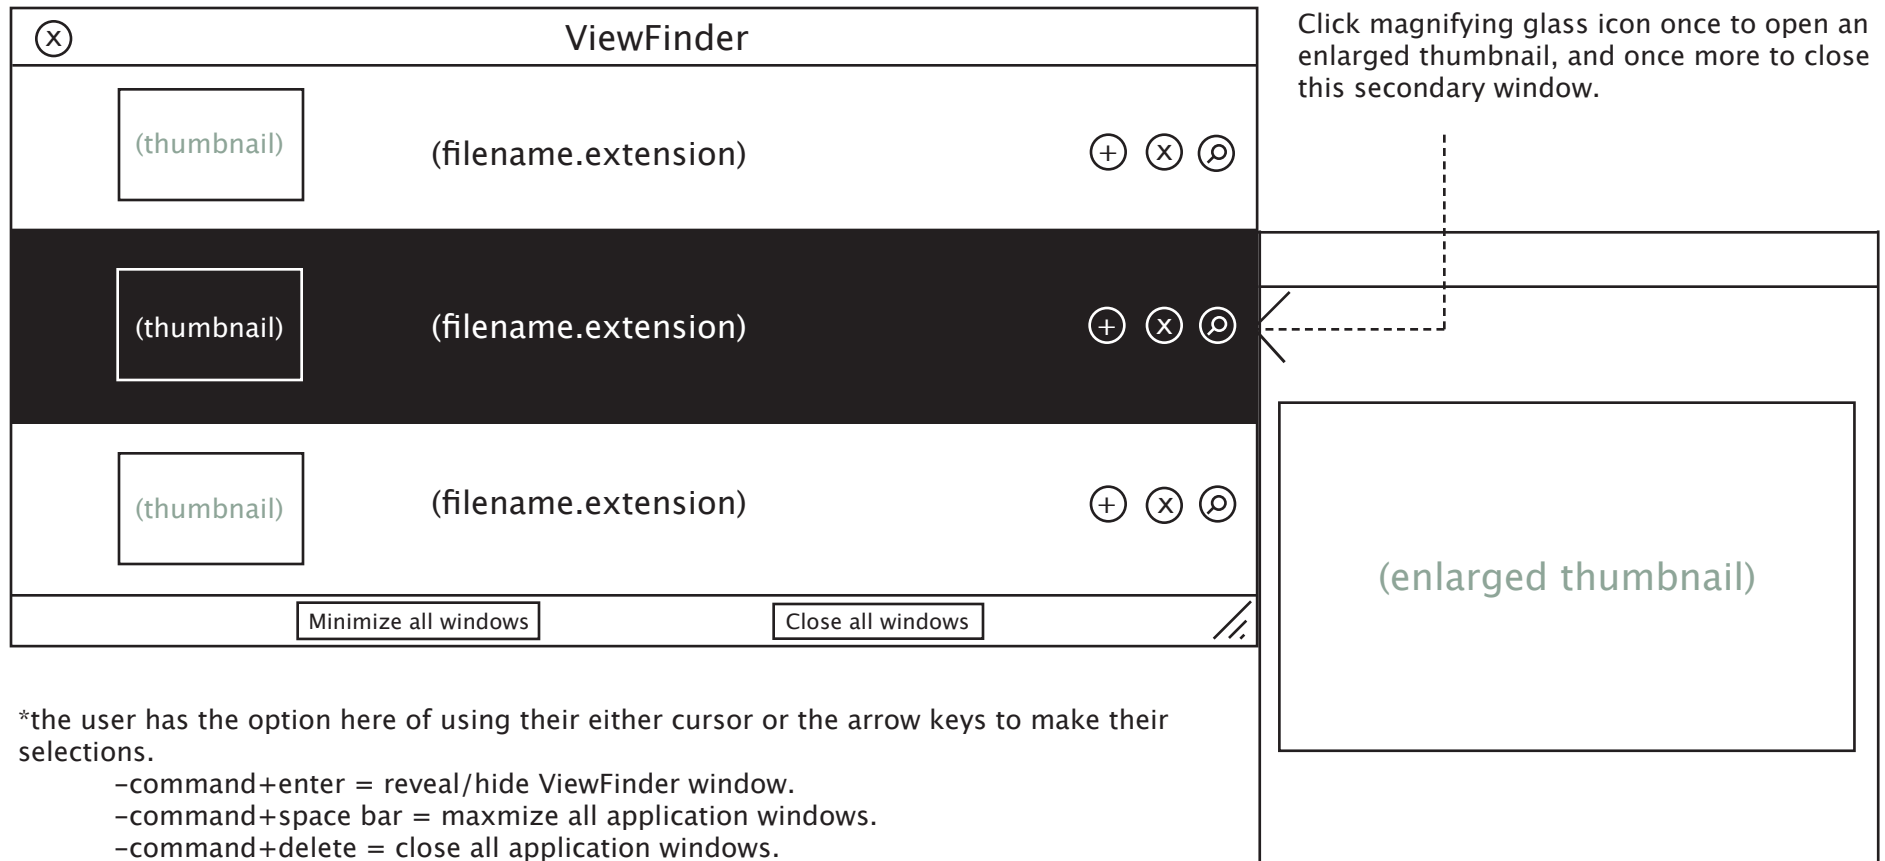 X
ViewFinder
Click magnifying glass icon once to open an
enlarged thumbnail, and once more to close
this secondary window.
(thumbnail) (filename.extension) + X
(thumbnail) (filename.extension) + X
(thumbnail) (filename.extension) + X
(enlarged thumbnail)
Minimize all windows Close all windows
*the user has the option here of using their either cursor or the arrow keys to make their
selections.
–command+enter = reveal/hide ViewFinder window.
–command+space bar = maxmize all application windows.
–command+delete = close all application windows.